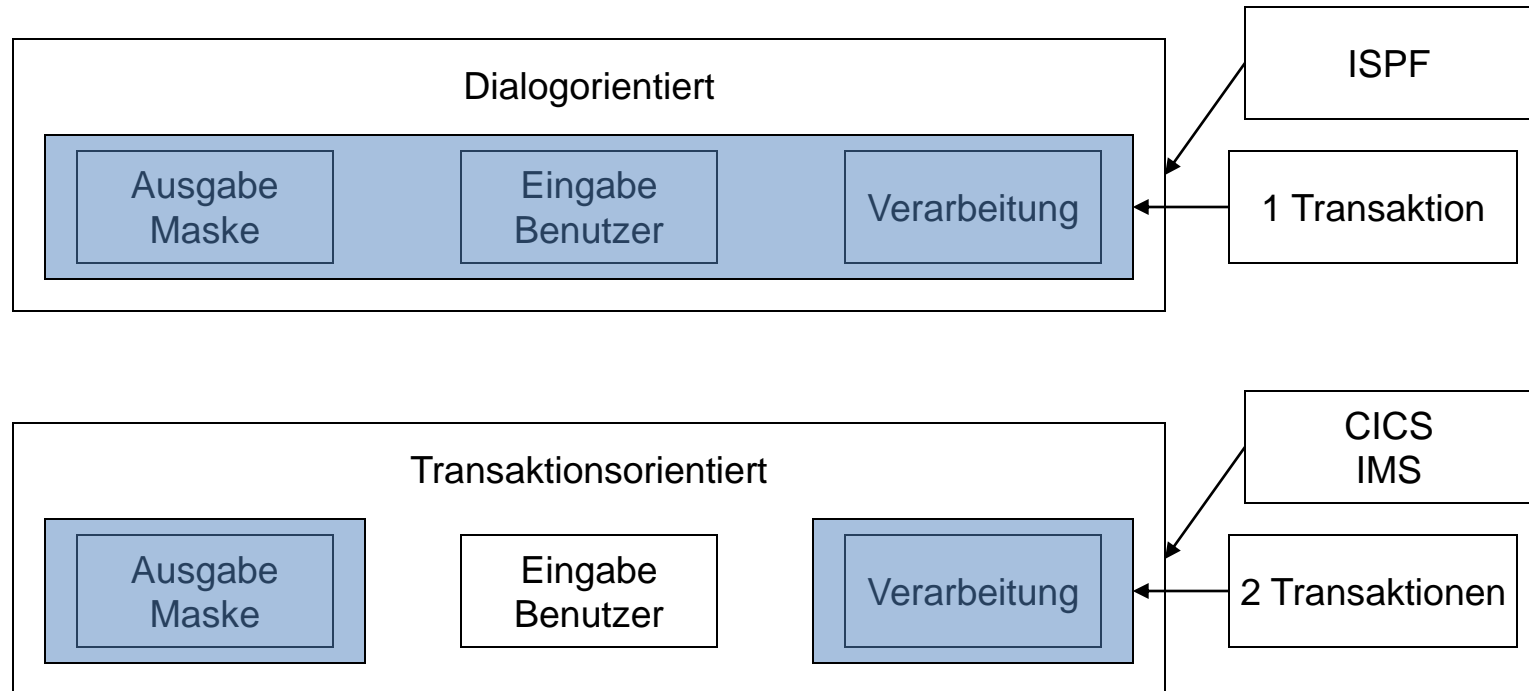 ISPF
Dialogorientiert
Ausgabe
Maske
Eingabe
Benutzer
Verarbeitung
1 Transaktion
CICS
IMS
Transaktionsorientiert
Ausgabe
Maske
Eingabe
Benutzer
Verarbeitung
2 Transaktionen